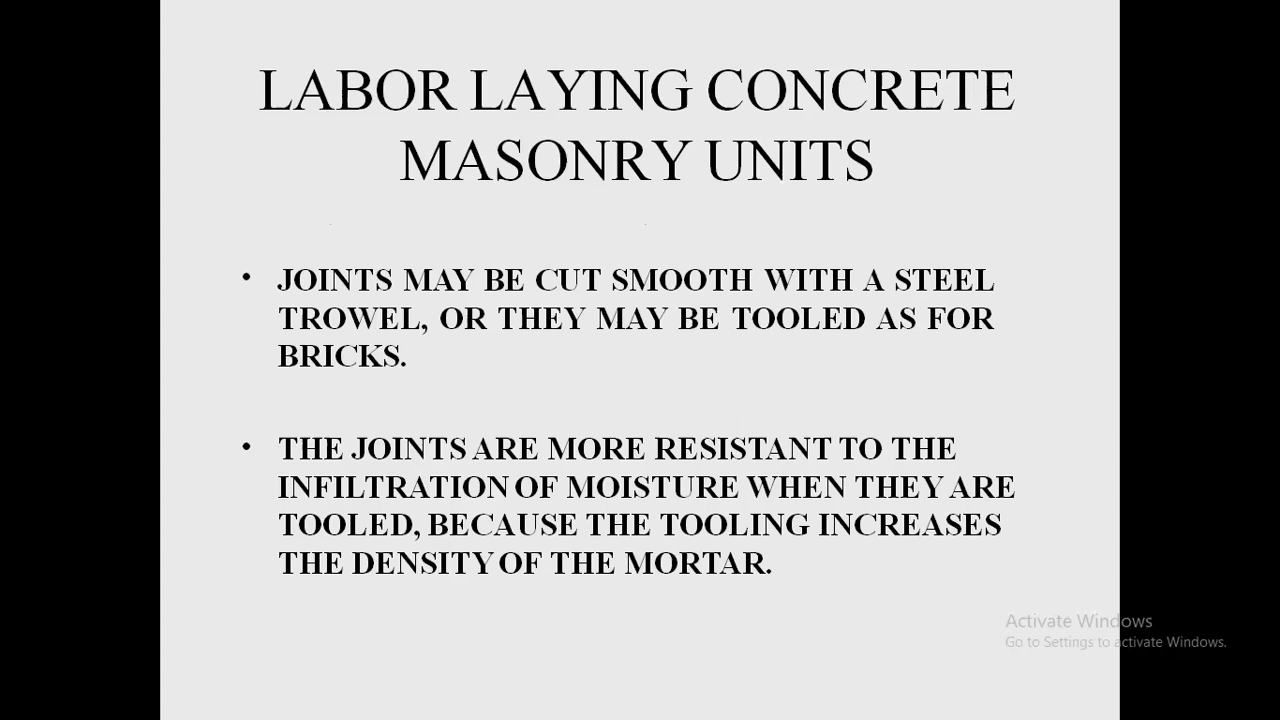 LABOR LAYING CONCRETE
MASONRY UNITS
• JOINTS MAY BE CUT SMOOTH WITH A STEEL
TROWEL, OR THEY MAY BE TOOLED AS FOR
BRICKS.
• THE JOINTS ARE MORE RESISTANT TO THE
INFILTRATION OF MOISTURE WHEN THEY ARE
TOOLED, BECAUSE THE TOOLING INCREASES
THE DENSITY OF THE MORTAR.
Activate Windows
Go to Settings to activate Windows.